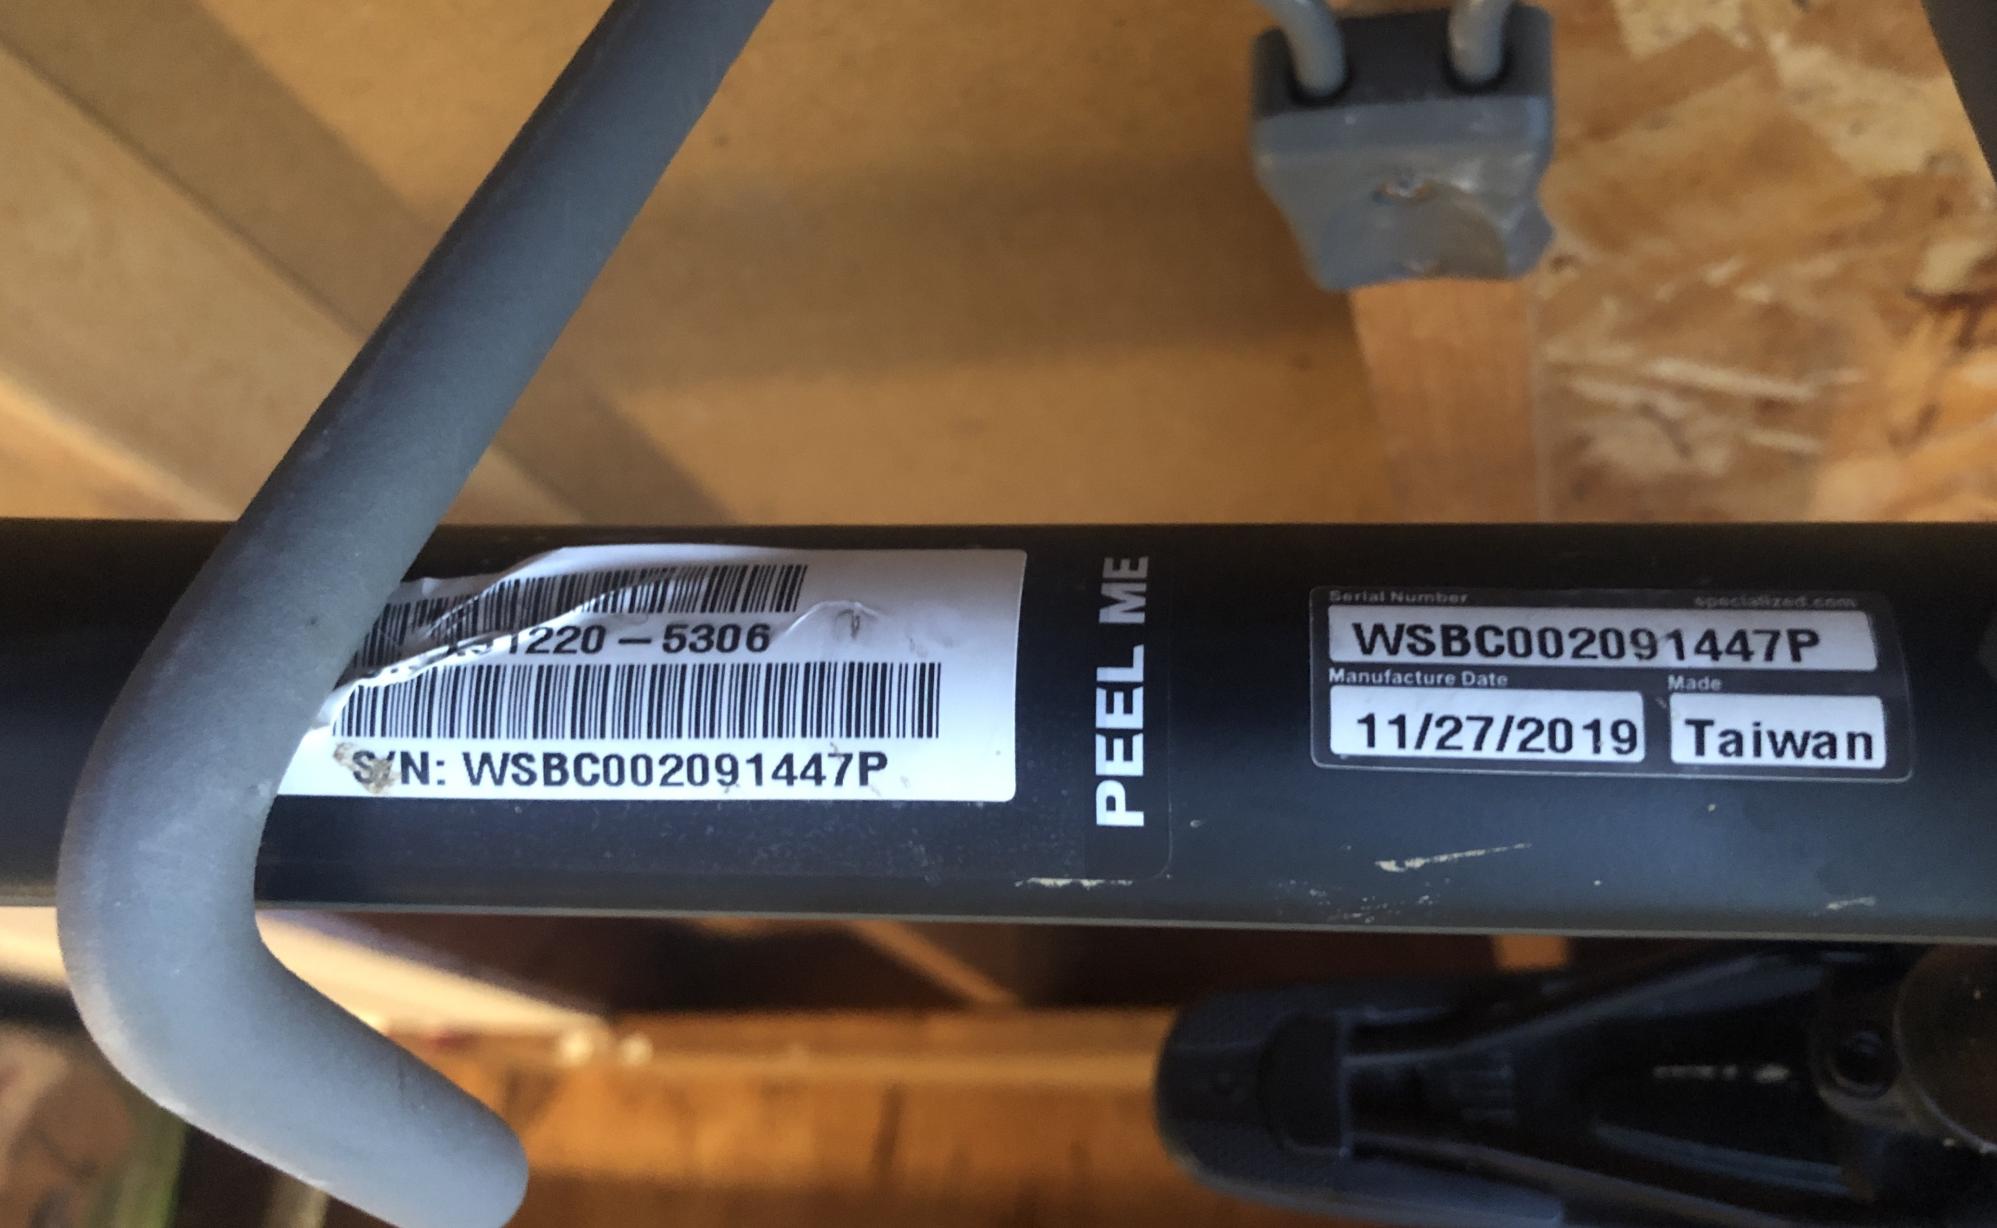 1220-5306
S/N: WSBC002091447P
PEEL ME
Serial Number specialized.com
WSBC002091447P
Manufacture Date Made
11/27/2019 Taiwan